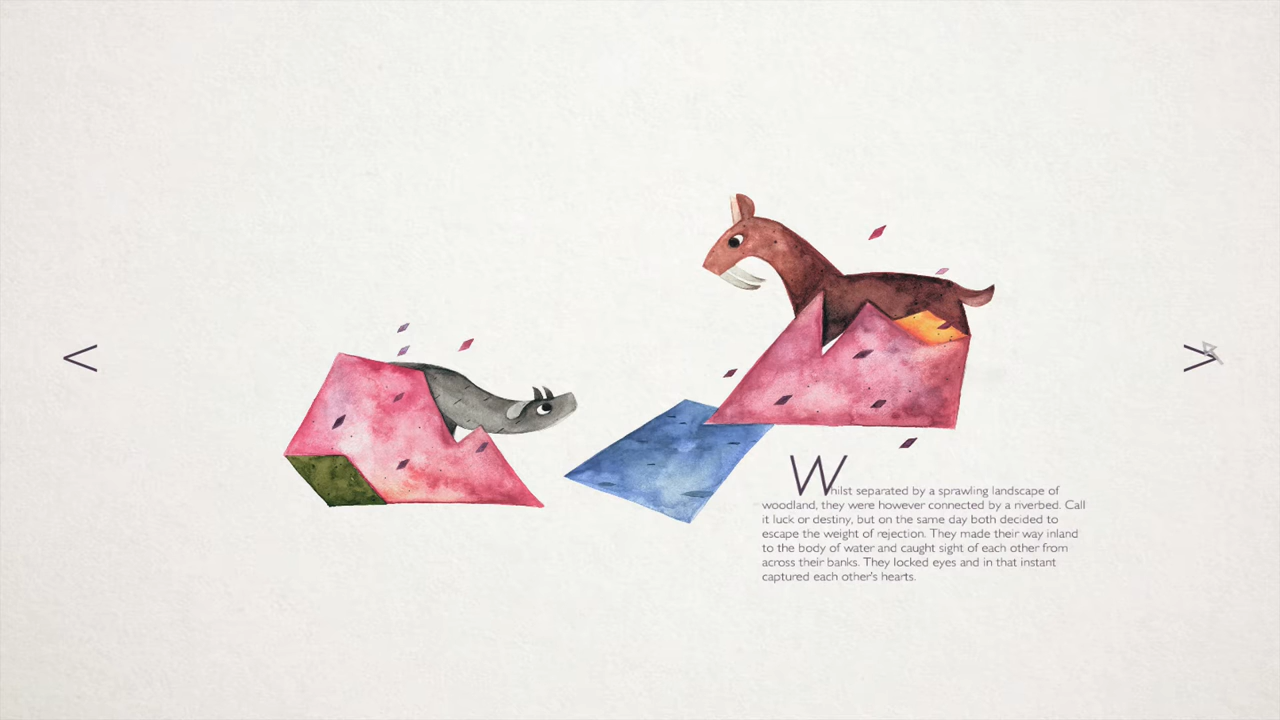 Whilst separated by a sprawling landscape of
woodland, they were however connected by a riverbed. Call
it luck or destiny, but on the same day both decided to
escape the weight of rejection. They made their way inland
to the body of water and caught sight of each other from
across their banks. They locked eyes and in that instant
captured each other's hearts.